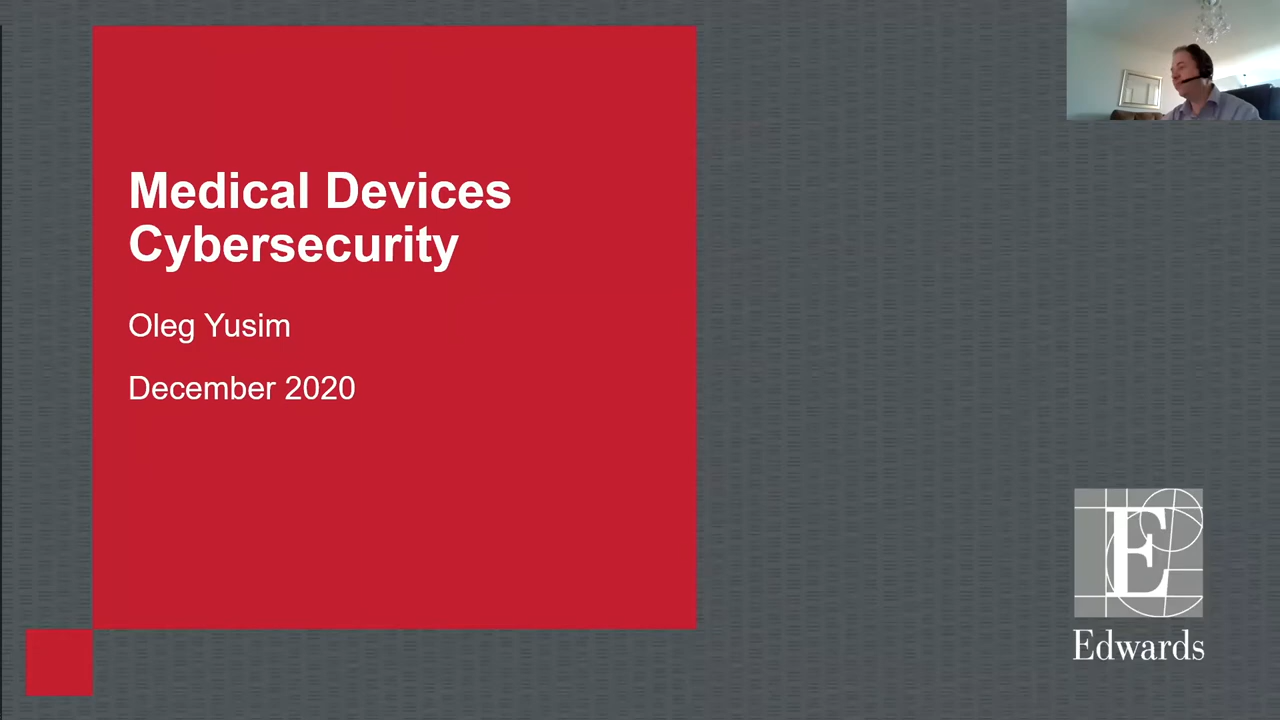 Medical Devices
Cybersecurity
Oleg Yusim
December 2020
E
Edwards